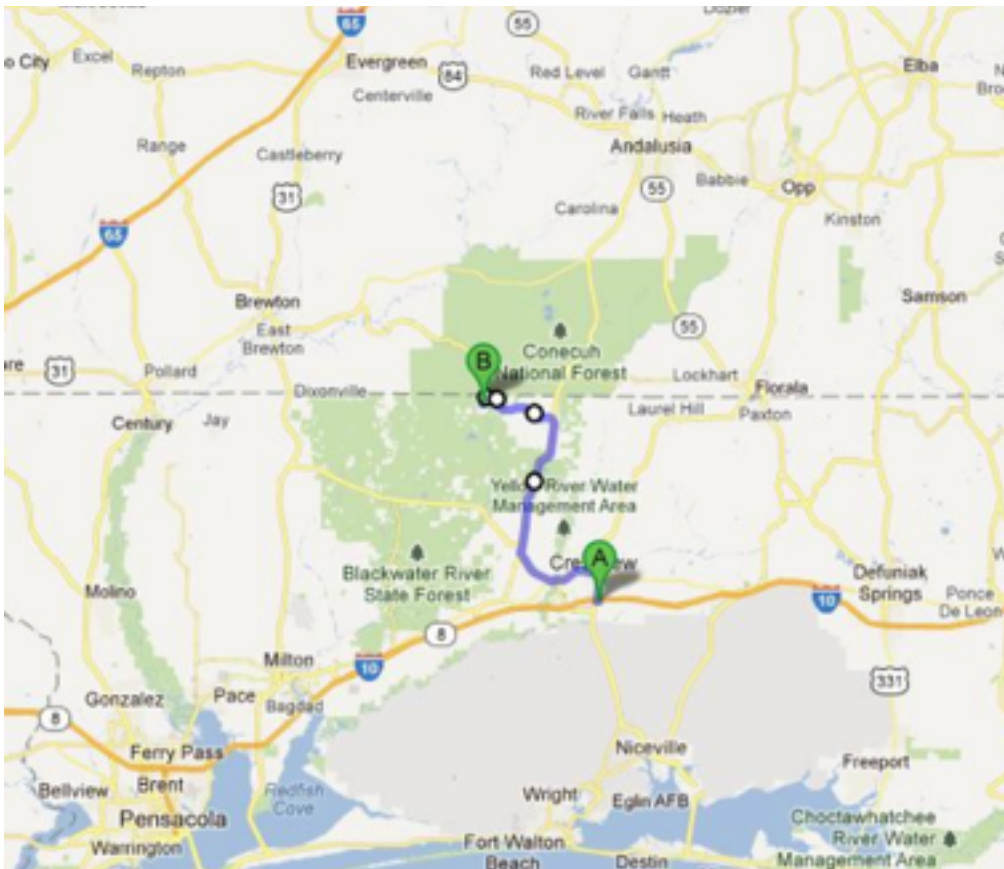 65
55
Dozier
Excel
Evergreen
o City
Repton
84
Red Level
Gantt
Elba
Centerville
River Falls
Heath
Range
Castleberry
Andalusia
31
55
Babbie
Opp
Carolina
Kinston
65
Brewton
Samson
East
Brewton
55
B
Conecuh
National Forest
31
Pollard
Dixonville
Lockhart
Florala
Century
Jay
Laurel Hill
Paxton
Yellow River Water
Management Area
A
Blackwater River
State Forest
Defuniak
Springs
Molino
10
Ponce
De Leon
8
Milton
10
Gonzalez
Pace
Bagdad
331
8
Ferry Pass
Niceville
Brent
Freeport
Bellview
Redfish
Cove
Wright
Eglin AFB
Pensacola
Choctawhatchee
River Water
Management Area
Warrington
Fort Walton
Beach
Destin